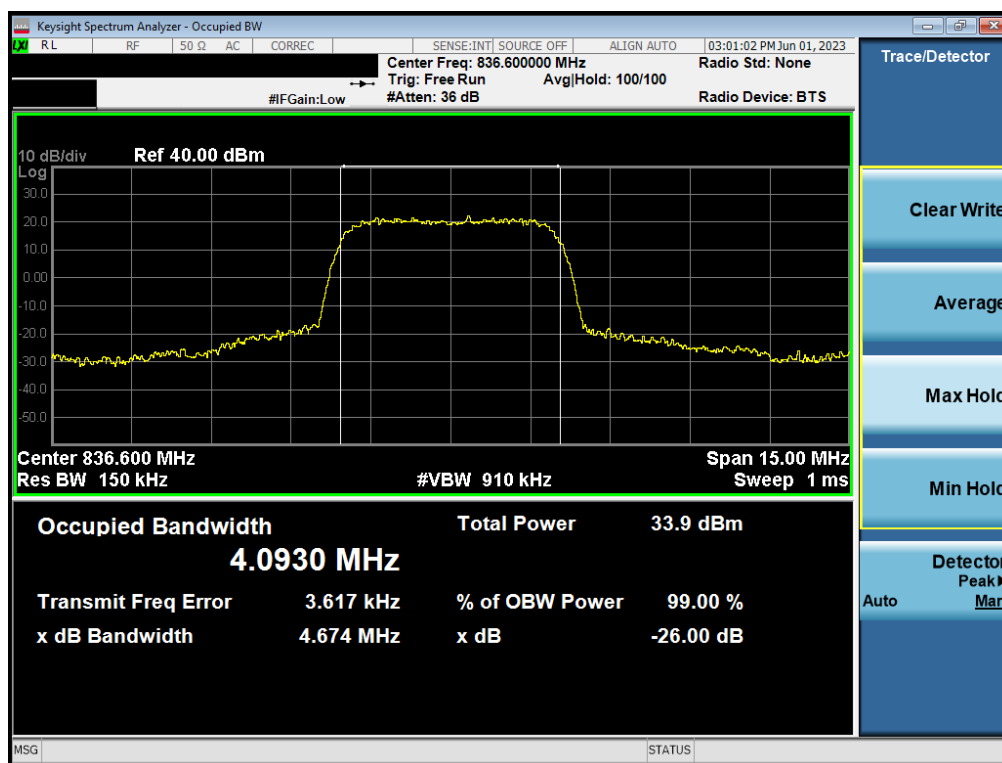 Keysight Spectrum Analyzer - Occupied BW
LXI RL RF 50 Ω AC CORREC SENSE:INT SOURCE OFF ALIGN AUTO 03:01:02 PM Jun 01, 2023
Center Freq: 836.600000 MHz Radio Std: None
Trig: Free Run Avg|Hold: 100/100
#IFGain:Low #Atten: 36 dB Radio Device: BTS
Trace/Detector
10 dB/div Ref 40.00 dBm
Log
30.0
20.0
10.0
0.00
-10.0
-20.0
-30.0
-40.0
-50.0
Center 836.600 MHz Span 15.00 MHz
Res BW 150 kHz #VBW 910 kHz Sweep 1 ms
Occupied Bandwidth Total Power 33.9 dBm
4.0930 MHz
Transmit Freq Error 3.617 kHz % of OBW Power 99.00 %
x dB Bandwidth 4.674 MHz x dB -26.00 dB
Clear Write
Average
Max Hold
Min Hold
Detector
Peak
Auto Man
MSG STATUS